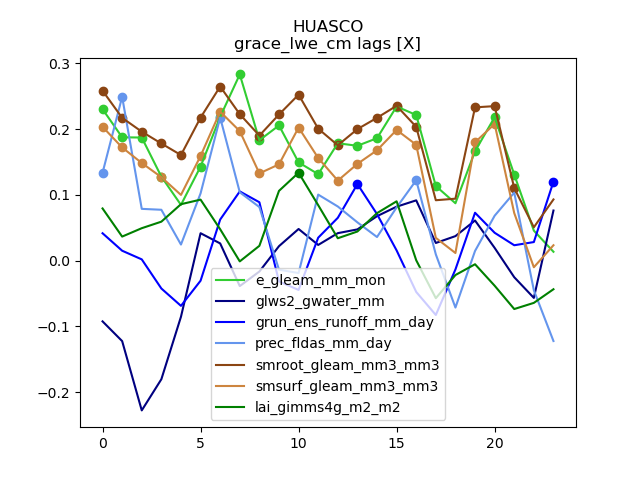 HUASCO
grace_lwe_cm lags [X]
0.3
0.2
0.1
0.0
−0.1
−0.2
0
5
10
15
20
e_gleam_mm_mon
glws2_gwater_mm
grun_ens_runoff_mm_day
prec_fldas_mm_day
smroot_gleam_mm3_mm3
smsurf_gleam_mm3_mm3
lai_gimms4g_m2_m2